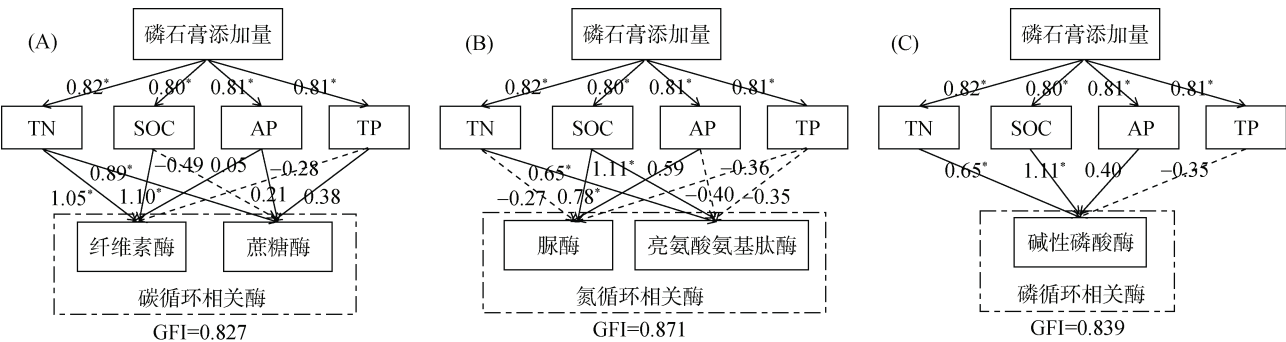 (A)
磷石膏添加量
0.82* 0.80* 0.81* 0.81*
TN SOC AP TP
0.89* −0.49 0.05 −0.28
1.05* 1.10* 0.21 0.38
纤维素酶 蔗糖酶
碳循环相关酶
GFI=0.827
(B)
磷石膏添加量
0.82* 0.80* 0.81* 0.81*
TN SOC AP TP
0.65* 1.11* 0.59 −0.36
−0.27 0.78* −0.40 −0.35
脲酶 亮氨酸氨基肽酶
氮循环相关酶
GFI=0.871
(C)
磷石膏添加量
0.82* 0.80* 0.81* 0.81*
TN SOC AP TP
0.65* 1.11* 0.40 −0.35
碱性磷酸酶
磷循环相关酶
GFI=0.839